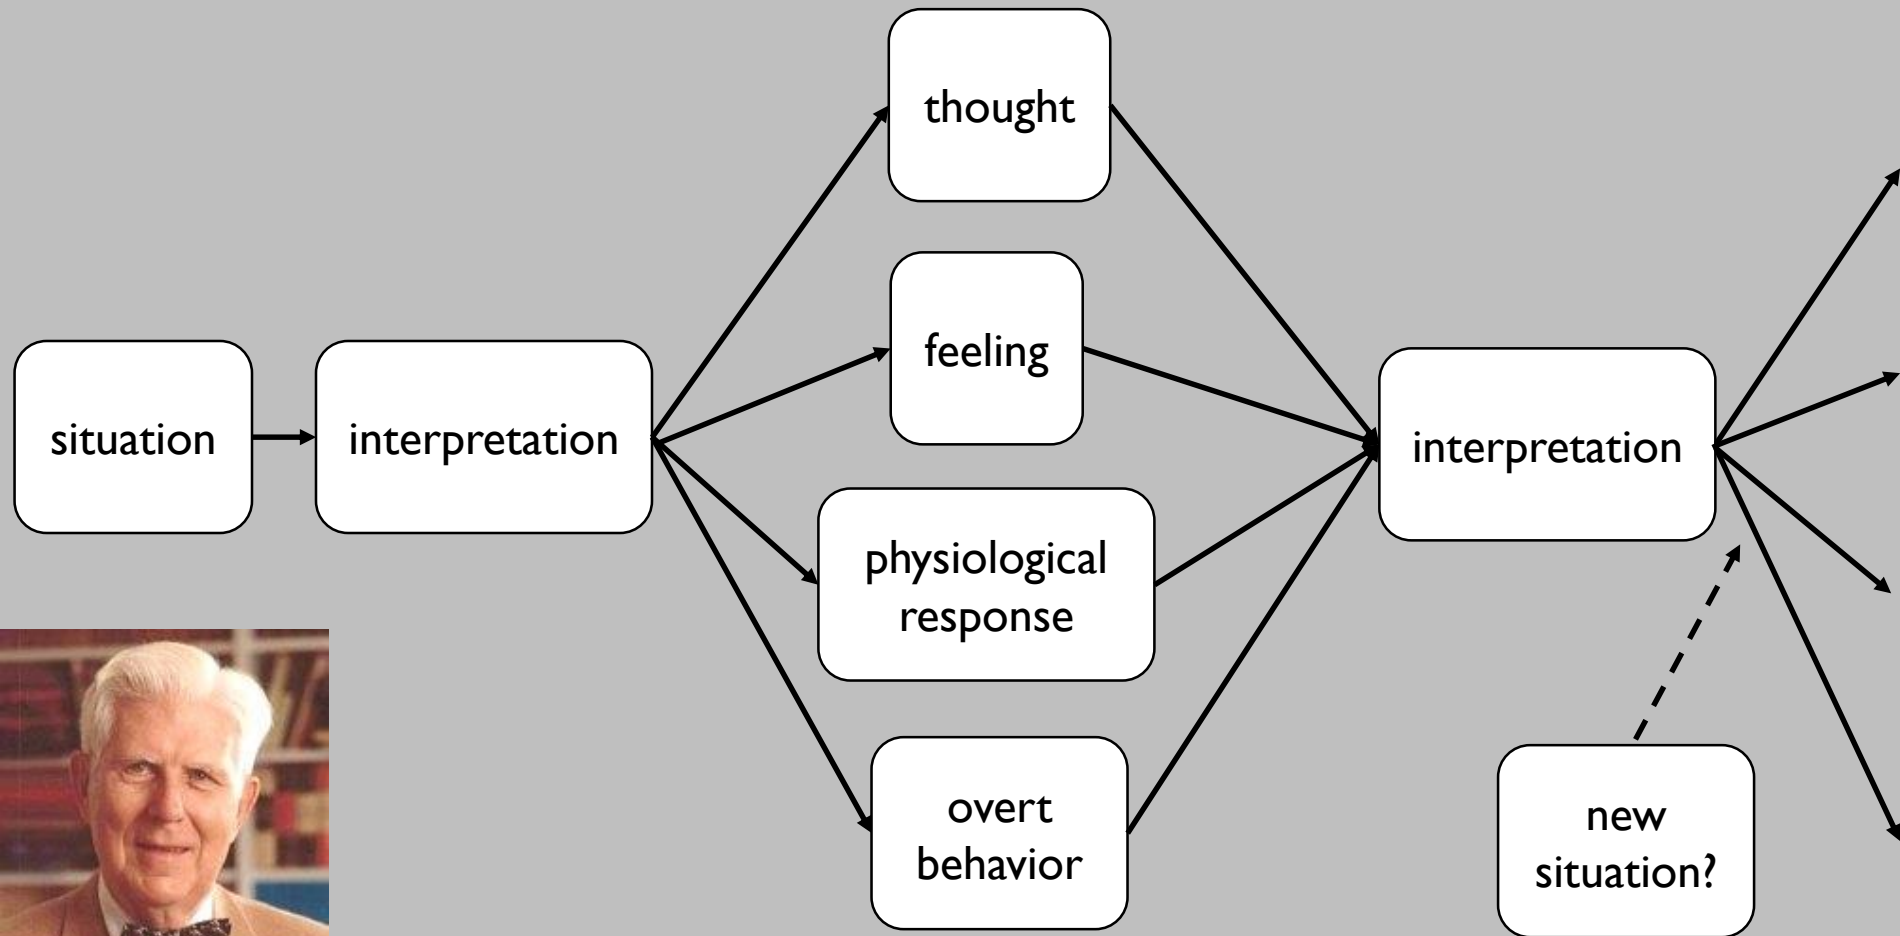 situation
interpretation
thought
feeling
physiological
response
overt
behavior
interpretation
new
situation?